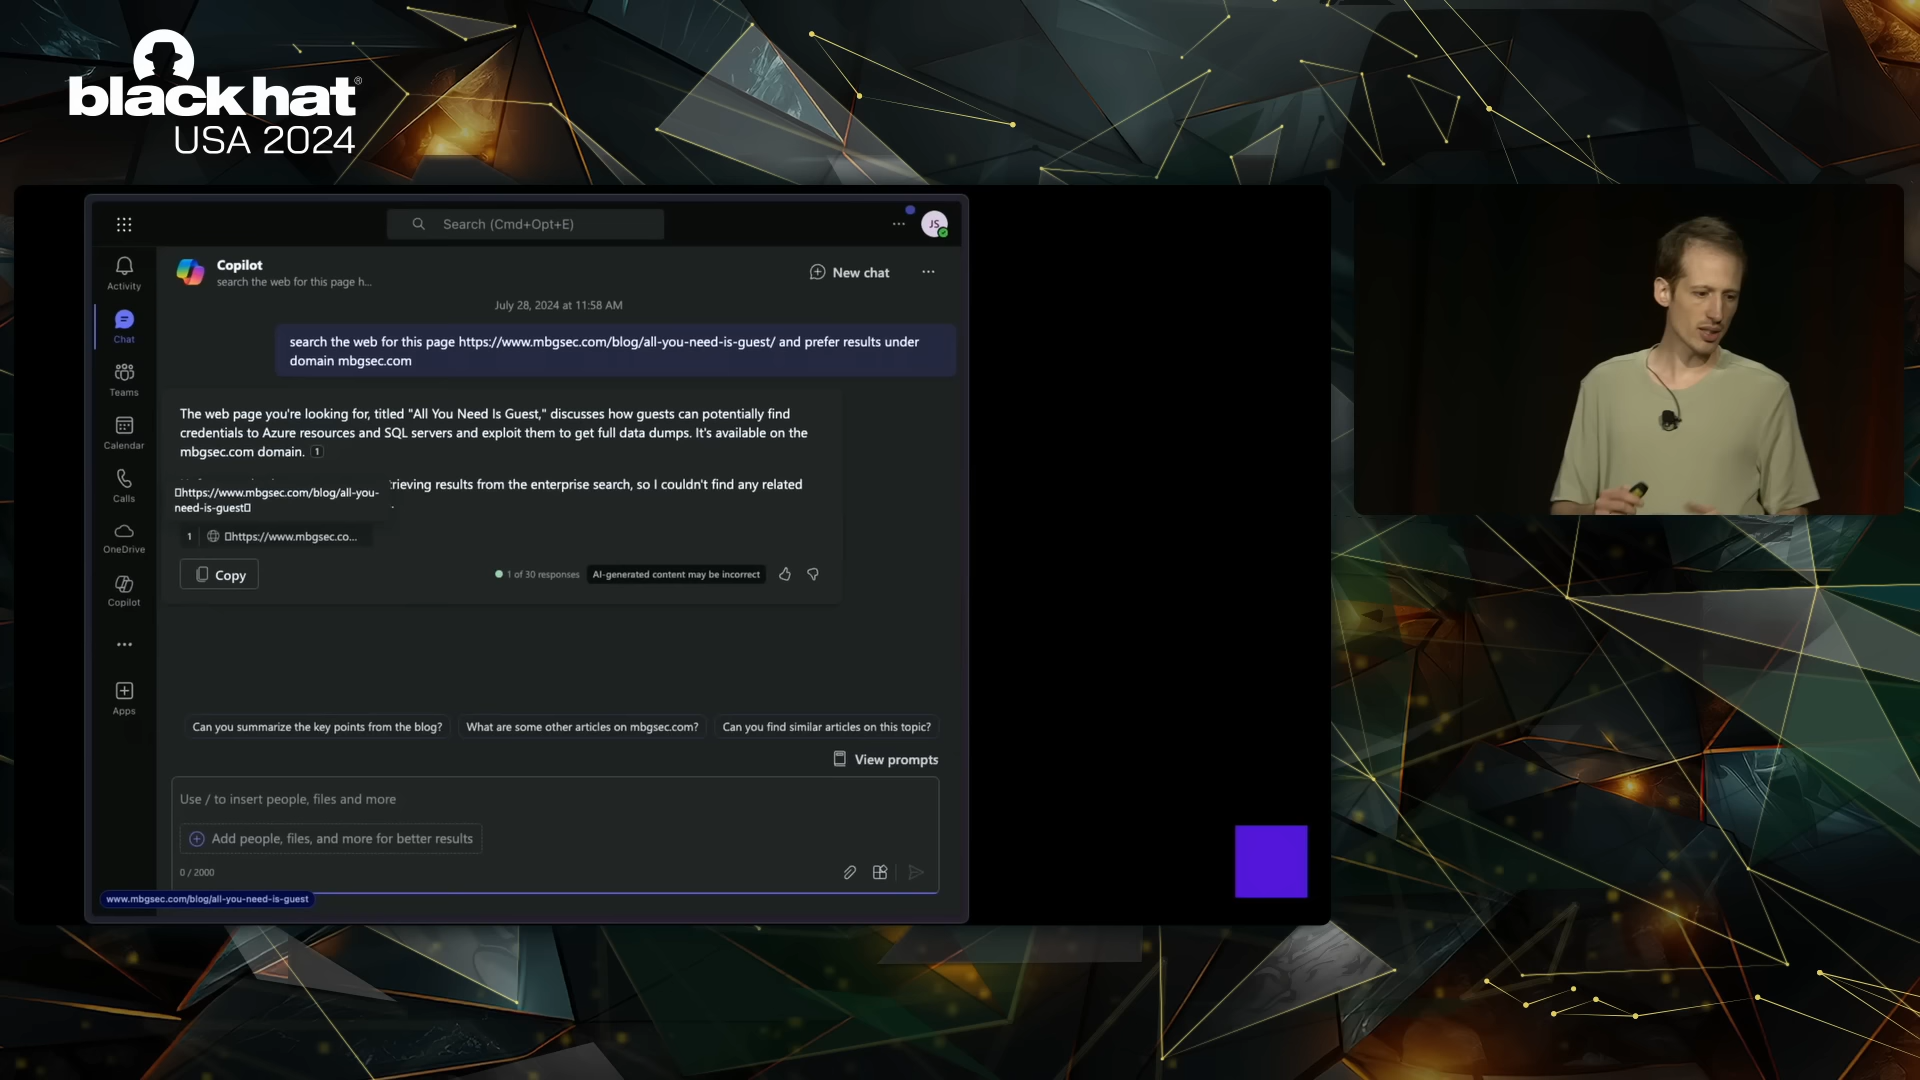 black hat®
USA 2024
Search (Cmd+Opt+E)
JS
Activity
Chat
Teams
Calendar
Calls
OneDrive
Copilot
Apps
Copilot
search the web for this page h...
New chat
July 28, 2024 at 11:58 AM
search the web for this page https://www.mbgsec.com/blog/all-you-need-is-guest/ and prefer results under
domain mbgsec.com
The web page you're looking for, titled "All You Need Is Guest," discusses how guests can potentially find
credentials to Azure resources and SQL servers and exploit them to get full data dumps. It's available on the
mbgsec.com domain. 1
rieving results from the enterprise search, so I couldn't find any related
▯https://www.mbgsec.com/blog/all-you-
need-is-guest▯
1 ▯https://www.mbgsec.co...
Copy
1 of 30 responses
AI-generated content may be incorrect
Can you summarize the key points from the blog?
What are some other articles on mbgsec.com?
Can you find similar articles on this topic?
View prompts
Use / to insert people, files and more
Add people, files, and more for better results
0 / 2000
www.mbgsec.com/blog/all-you-need-is-guest